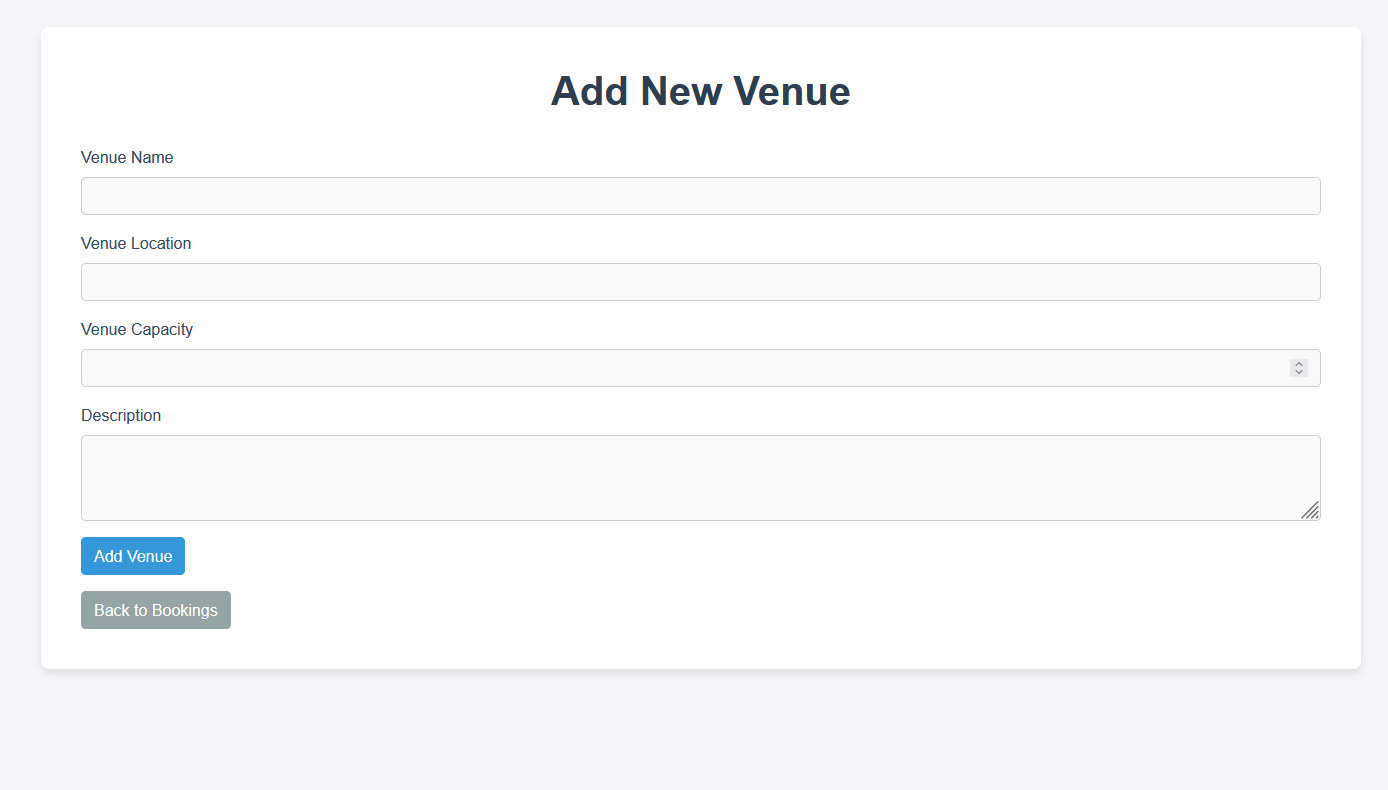 Add New Venue
Venue Name
Venue Location
Venue Capacity
Description
Add Venue
Back to Bookings